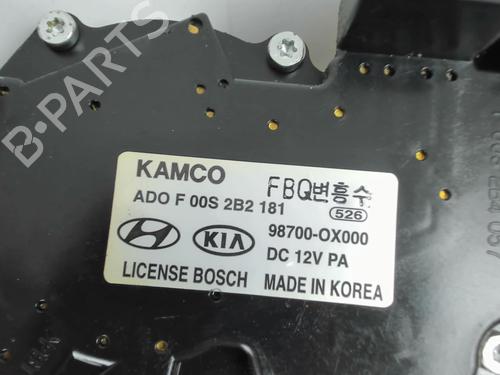 B-PARTS
KAMCO
FBQ변흥수
ADO F 00S 2B2 181
526
KIA
98700-OX000
DC 12V PA
LICENSE BOSCH
MADE IN KOREA